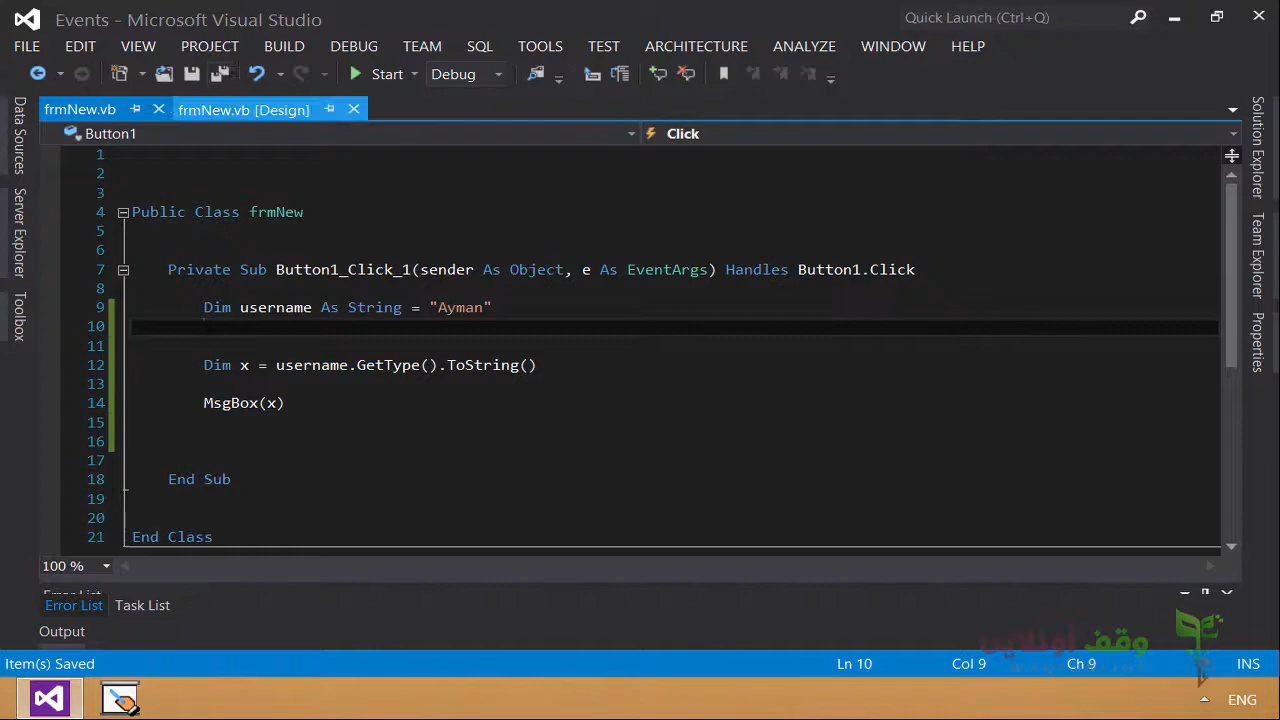 Events - Microsoft Visual Studio
Quick Launch (Ctrl+Q)
FILE EDIT VIEW PROJECT BUILD DEBUG TEAM SQL TOOLS TEST ARCHITECTURE ANALYZE WINDOW HELP
Start Debug
frmNew.vb frmNew.vb [Design]
Data Sources
Server Explorer
Toolbox
Button1 Click
1
2
3
4 Public Class frmNew
5
6
7 Private Sub Button1_Click_1(sender As Object, e As EventArgs) Handles Button1.Click
8
9 Dim username As String = "Ayman"
10
11
12 Dim x = username.GetType().ToString()
13
14 MsgBox(x)
15
16
17
18 End Sub
19
20
21 End Class
Solution Explorer
Team Explorer
Properties
100 %
Error List
Error List Task List
Output
وقف أونلاين
Item(s) Saved Ln 10 Col 9 Ch 9 INS
ENG